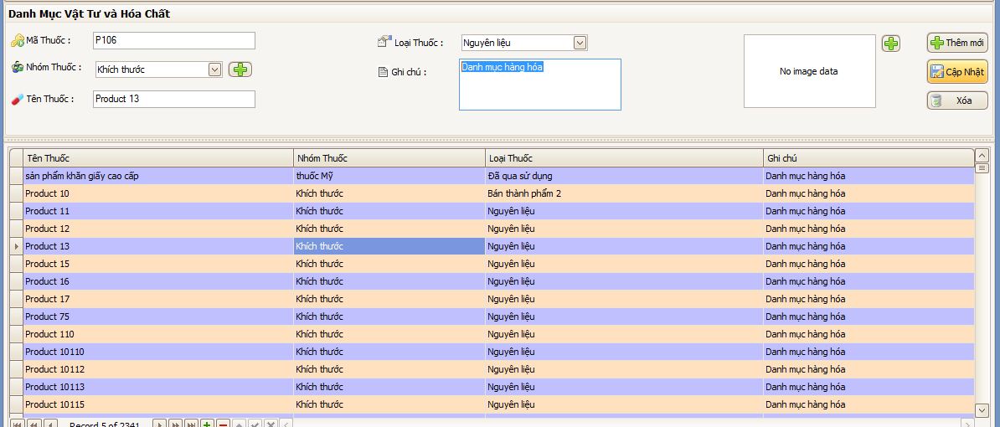 Danh Mục Vật Tư và Hóa Chất
Mã Thuốc : P106 Loại Thuốc : Nguyên liệu Thêm mới
Nhóm Thuốc : Khích thước Ghi chú : Danh mục hàng hóa No image data Cập Nhật
Tên Thuốc : Product 13 Xóa
Tên Thuốc Nhóm Thuốc Loại Thuốc Ghi chú
sản phẩm khăn giấy cao cấp thuốc Mỹ Đã qua sử dụng Danh mục hàng hóa
Product 10 Khích thước Bán thành phẩm 2 Danh mục hàng hóa
Product 11 Khích thước Nguyên liệu Danh mục hàng hóa
Product 12 Khích thước Nguyên liệu Danh mục hàng hóa
Product 13 Khích thước Nguyên liệu Danh mục hàng hóa
Product 15 Khích thước Nguyên liệu Danh mục hàng hóa
Product 16 Khích thước Nguyên liệu Danh mục hàng hóa
Product 17 Khích thước Nguyên liệu Danh mục hàng hóa
Product 75 Khích thước Nguyên liệu Danh mục hàng hóa
Product 110 Khích thước Nguyên liệu Danh mục hàng hóa
Product 10110 Khích thước Nguyên liệu Danh mục hàng hóa
Product 10112 Khích thước Nguyên liệu Danh mục hàng hóa
Product 10113 Khích thước Nguyên liệu Danh mục hàng hóa
Product 10115 Khích thước Nguyên liệu Danh mục hàng hóa
Record 5 of 2341